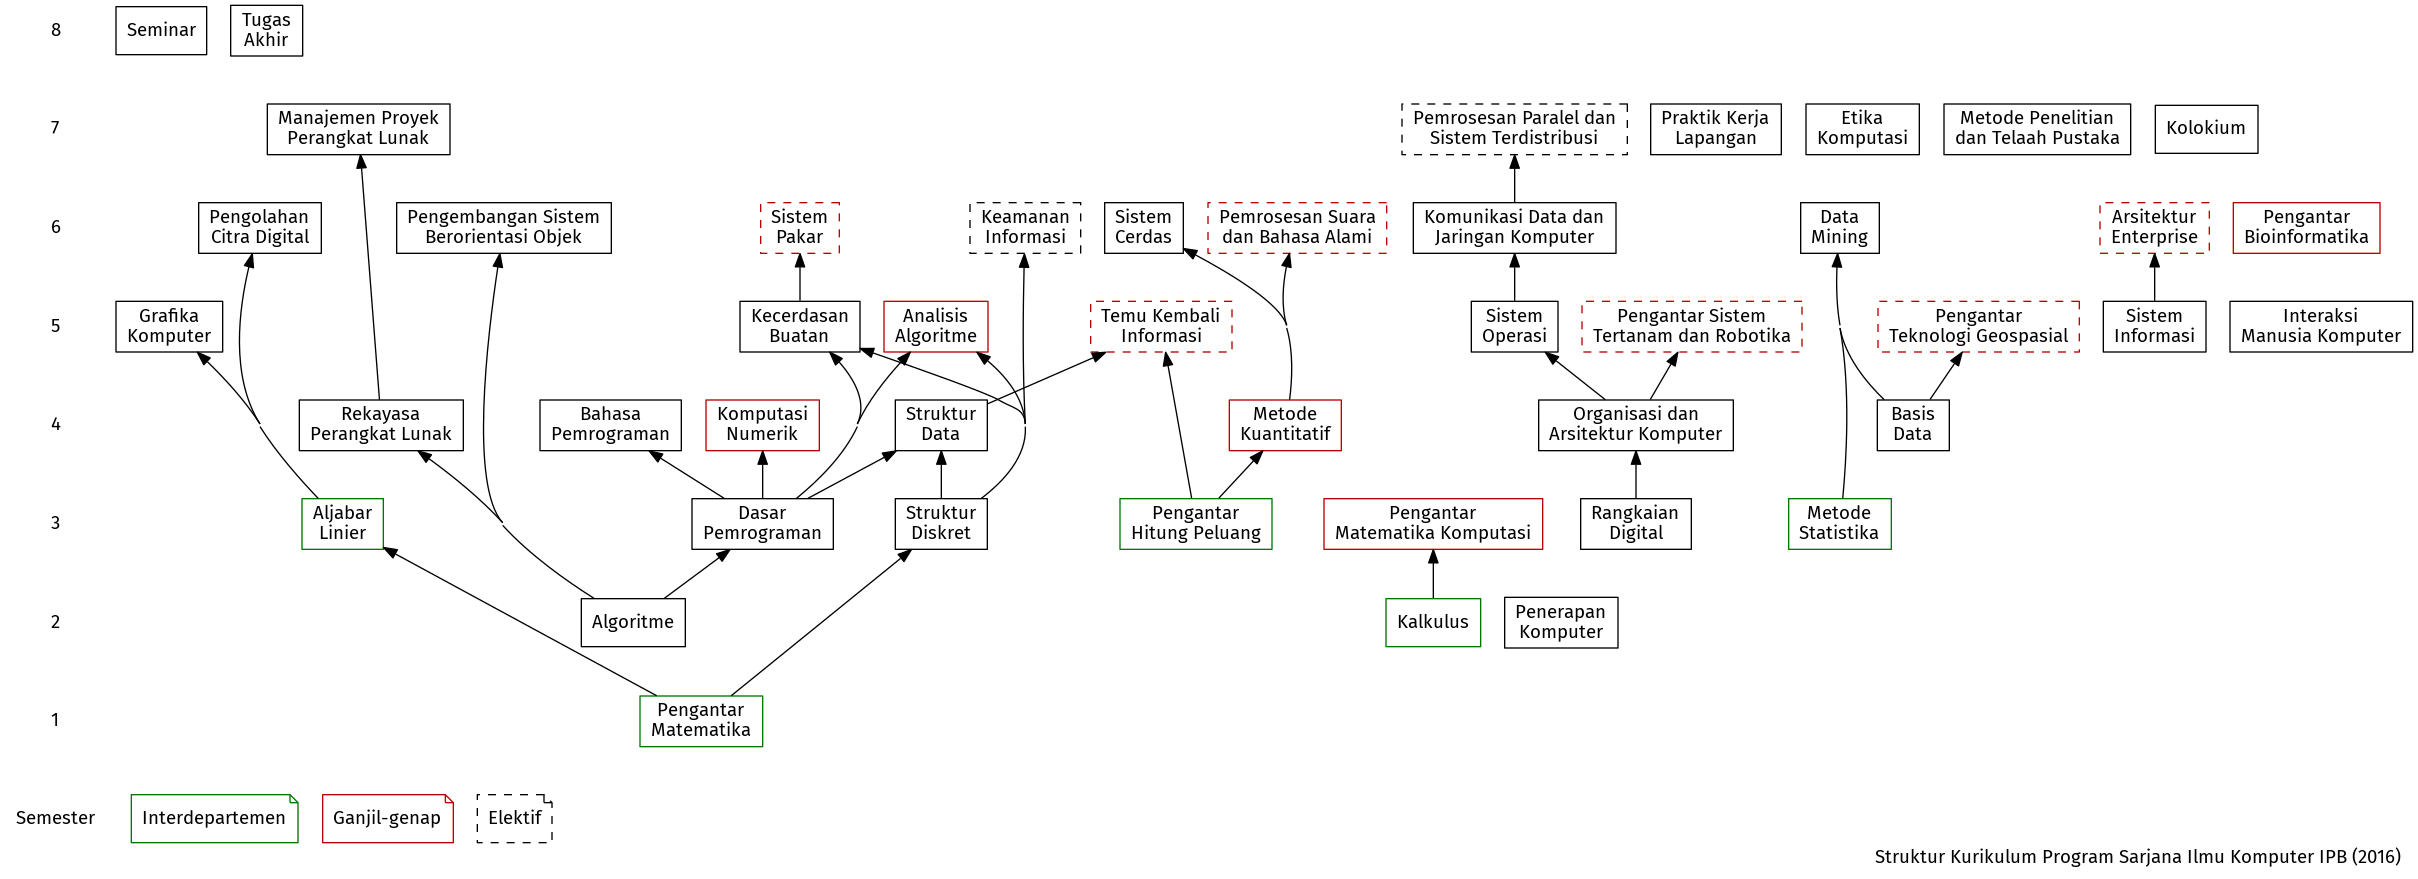 8
Seminar
Tugas
Akhir
7
Manajemen Proyek
Perangkat Lunak
Pemrosesan Paralel dan
Sistem Terdistribusi
Praktik Kerja
Lapangan
Etika
Komputasi
Metode Penelitian
dan Telaah Pustaka
Kolokium
6
Pengolahan
Citra Digital
Pengembangan Sistem
Berorientasi Objek
Sistem
Pakar
Keamanan
Informasi
Sistem
Cerdas
Pemrosesan Suara
dan Bahasa Alami
Komunikasi Data dan
Jaringan Komputer
Data
Mining
Arsitektur
Enterprise
Pengantar
Bioinformatika
5
Grafika
Komputer
Kecerdasan
Buatan
Analisis
Algoritme
Temu Kembali
Informasi
Sistem
Operasi
Pengantar Sistem
Tertanam dan Robotika
Pengantar
Teknologi Geospasial
Sistem
Informasi
Interaksi
Manusia Komputer
4
Rekayasa
Perangkat Lunak
Bahasa
Pemrograman
Komputasi
Numerik
Struktur
Data
Metode
Kuantitatif
Organisasi dan
Arsitektur Komputer
Basis
Data
3
Aljabar
Linier
Dasar
Pemrograman
Struktur
Diskret
Pengantar
Hitung Peluang
Pengantar
Matematika Komputasi
Rangkaian
Digital
Metode
Statistika
2
Algoritme
Kalkulus
Penerapan
Komputer
1
Pengantar
Matematika
Semester
Interdepartemen
Ganjil-genap
Elektif
Struktur Kurikulum Program Sarjana Ilmu Komputer IPB (2016)